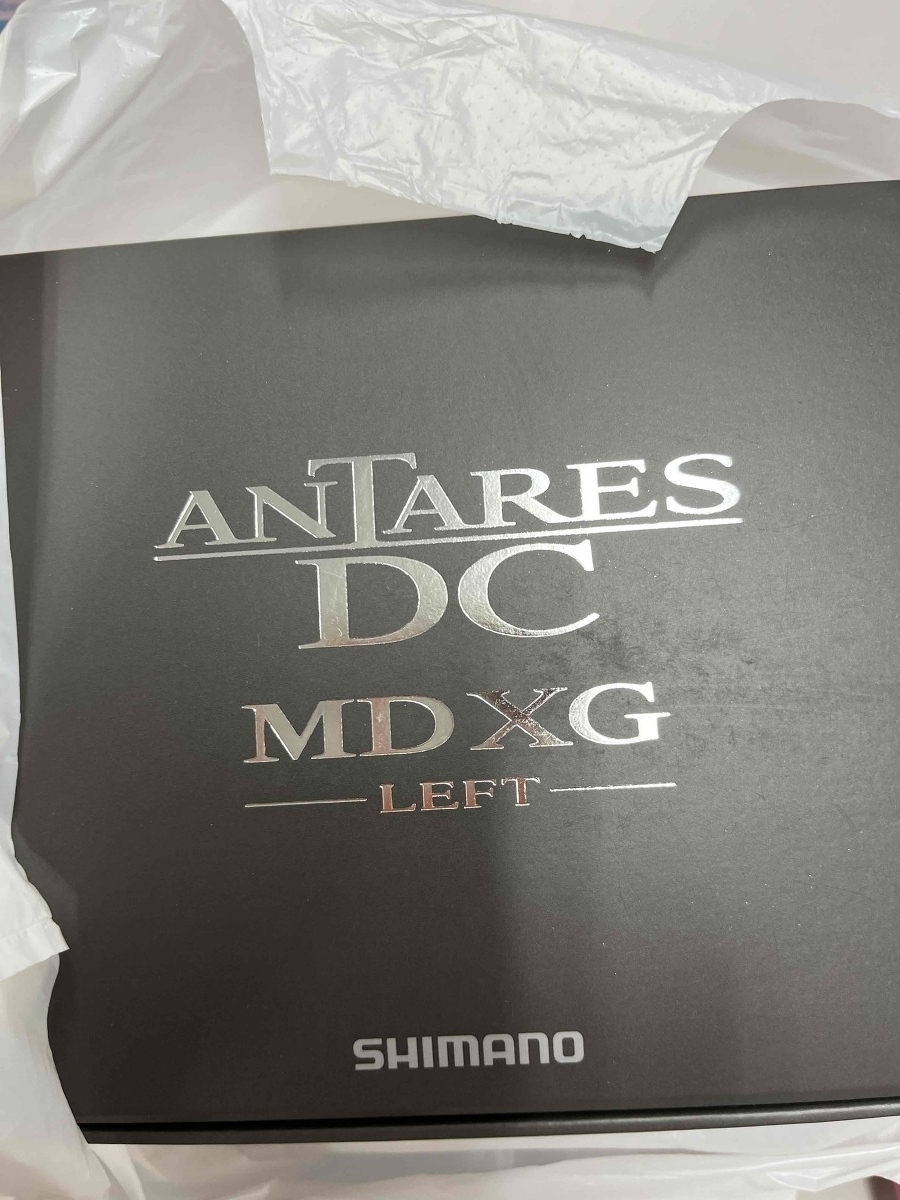 ANTARES
DC
MD XG
LEFT
SHIMANO